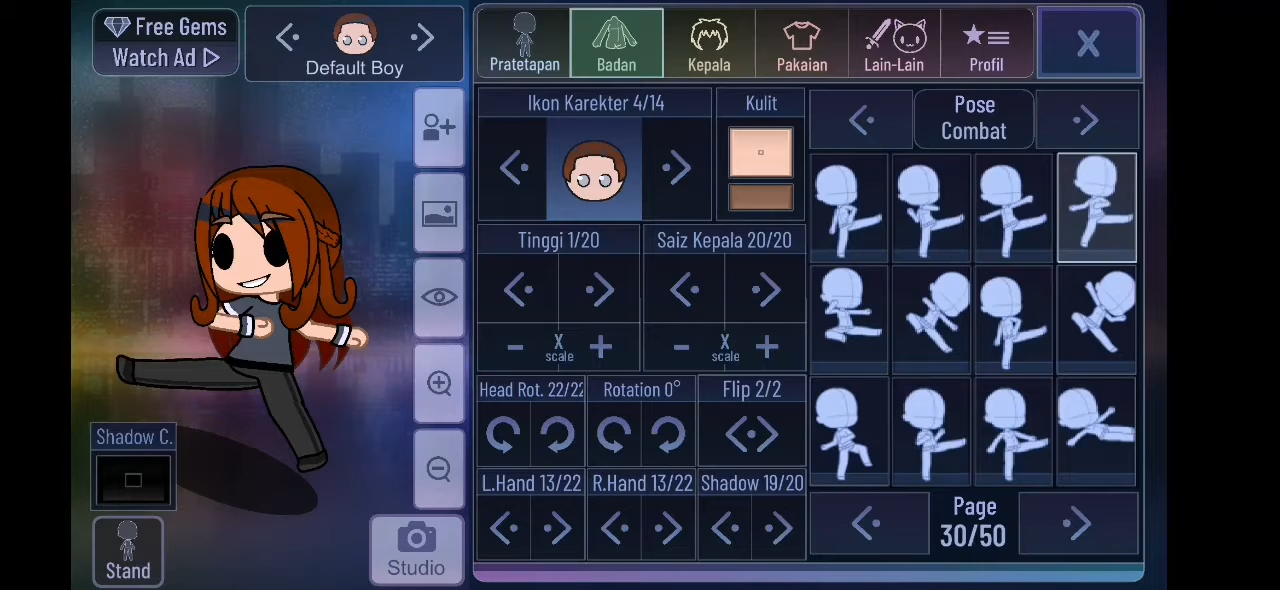 Free Gems
Watch Ad
Default Boy
Pratetapan
Badan
Kepala
Pakaian
Lain-Lain
Profil
X
Ikon Karekter 4/14
Kulit
Pose
Combat
Tinggi 1/20
Saiz Kepala 20/20
- X scale +
- X scale +
Head Rot. 22/22
Rotation 0°
Flip 2/2
L.Hand 13/22
R.Hand 13/22
Shadow 19/20
Page
30/50
Shadow C.
Stand
Studio